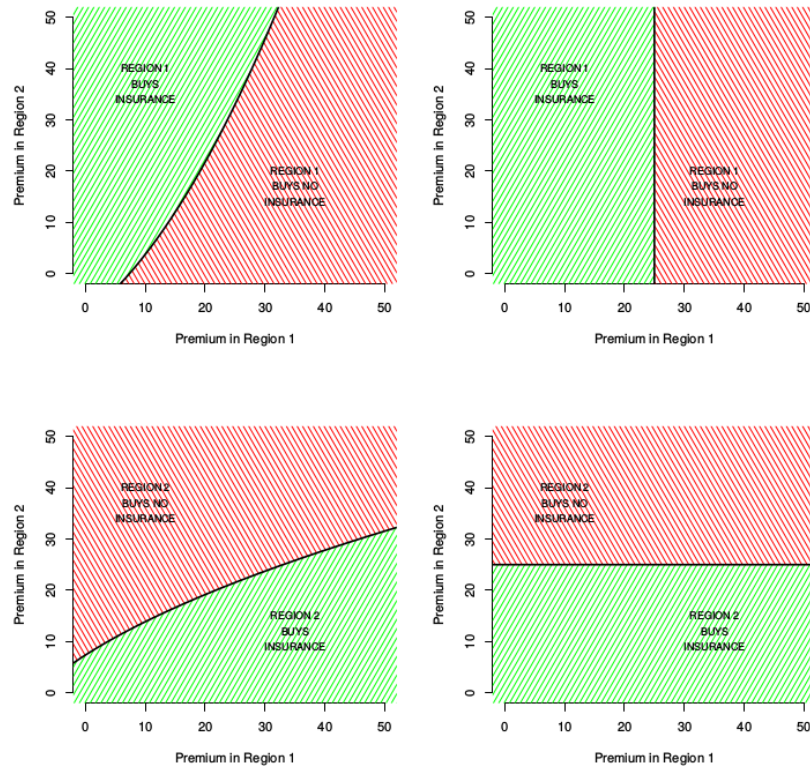 50
40
30
20
10
0
Premium in Region 2
REGION 1
BUYS
INSURANCE
REGION 1
BUYS NO
INSURANCE
0 10 20 30 40 50
Premium in Region 1
50
40
30
20
10
0
Premium in Region 2
REGION 1
BUYS
INSURANCE
REGION 1
BUYS NO
INSURANCE
0 10 20 30 40 50
Premium in Region 1
50
40
30
20
10
0
Premium in Region 2
REGION 2
BUYS NO
INSURANCE
REGION 2
BUYS
INSURANCE
0 10 20 30 40 50
Premium in Region 1
50
40
30
20
10
0
Premium in Region 2
REGION 2
BUYS NO
INSURANCE
REGION 2
BUYS
INSURANCE
0 10 20 30 40 50
Premium in Region 1